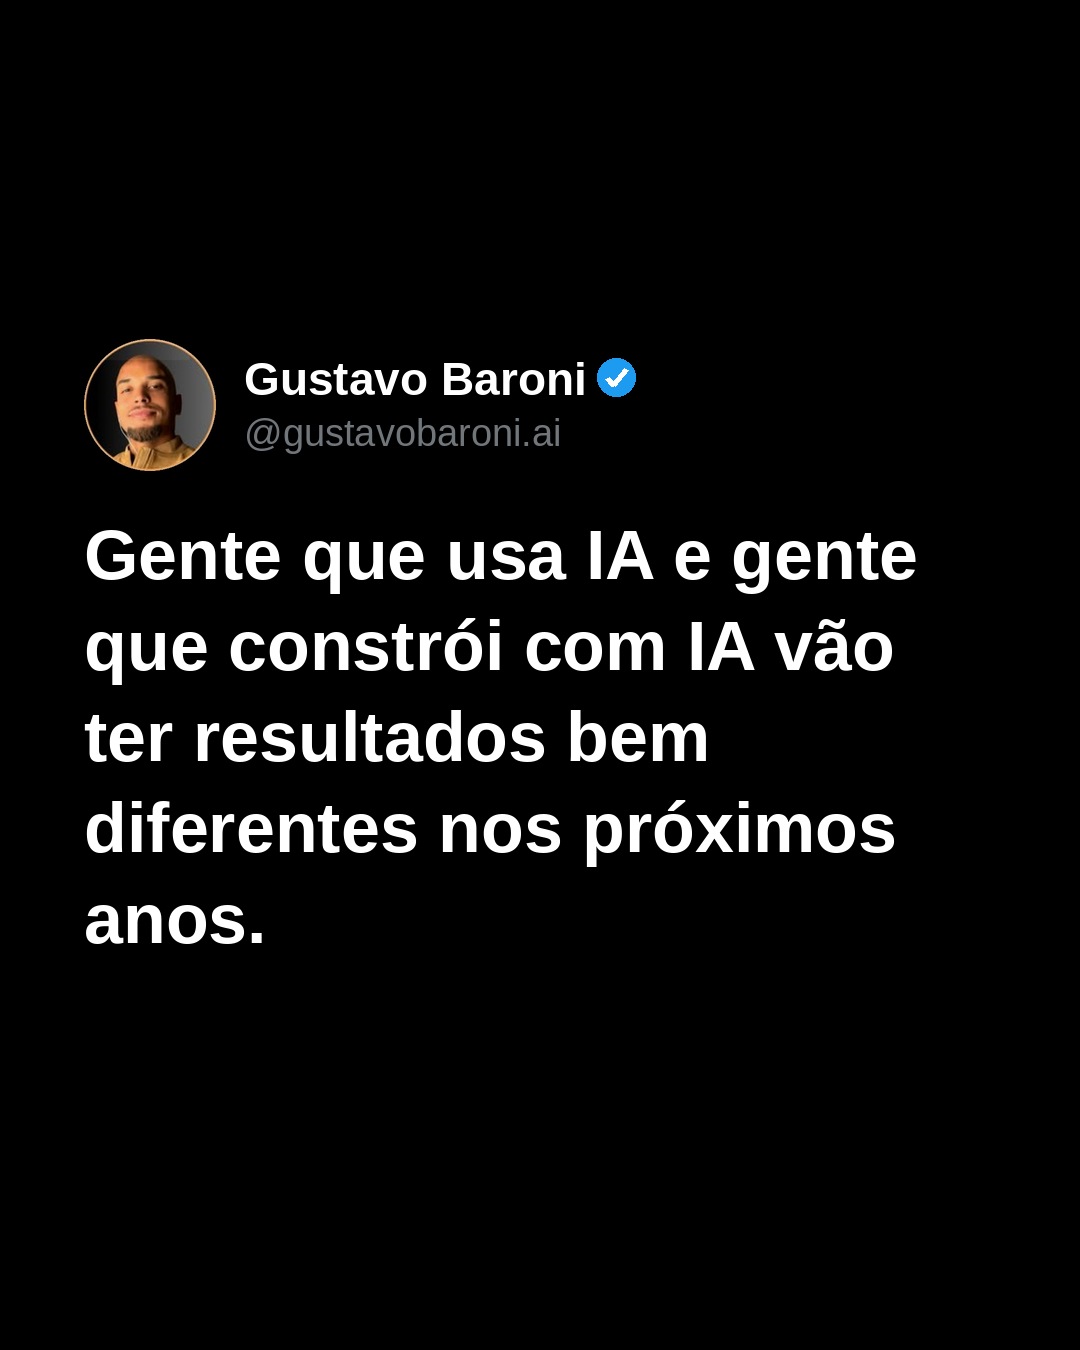 Gustavo Baroni
@gustavobaroni.ai
Gente que usa IA e gente
que constrói com IA vão
ter resultados bem
diferentes nos próximos
anos.